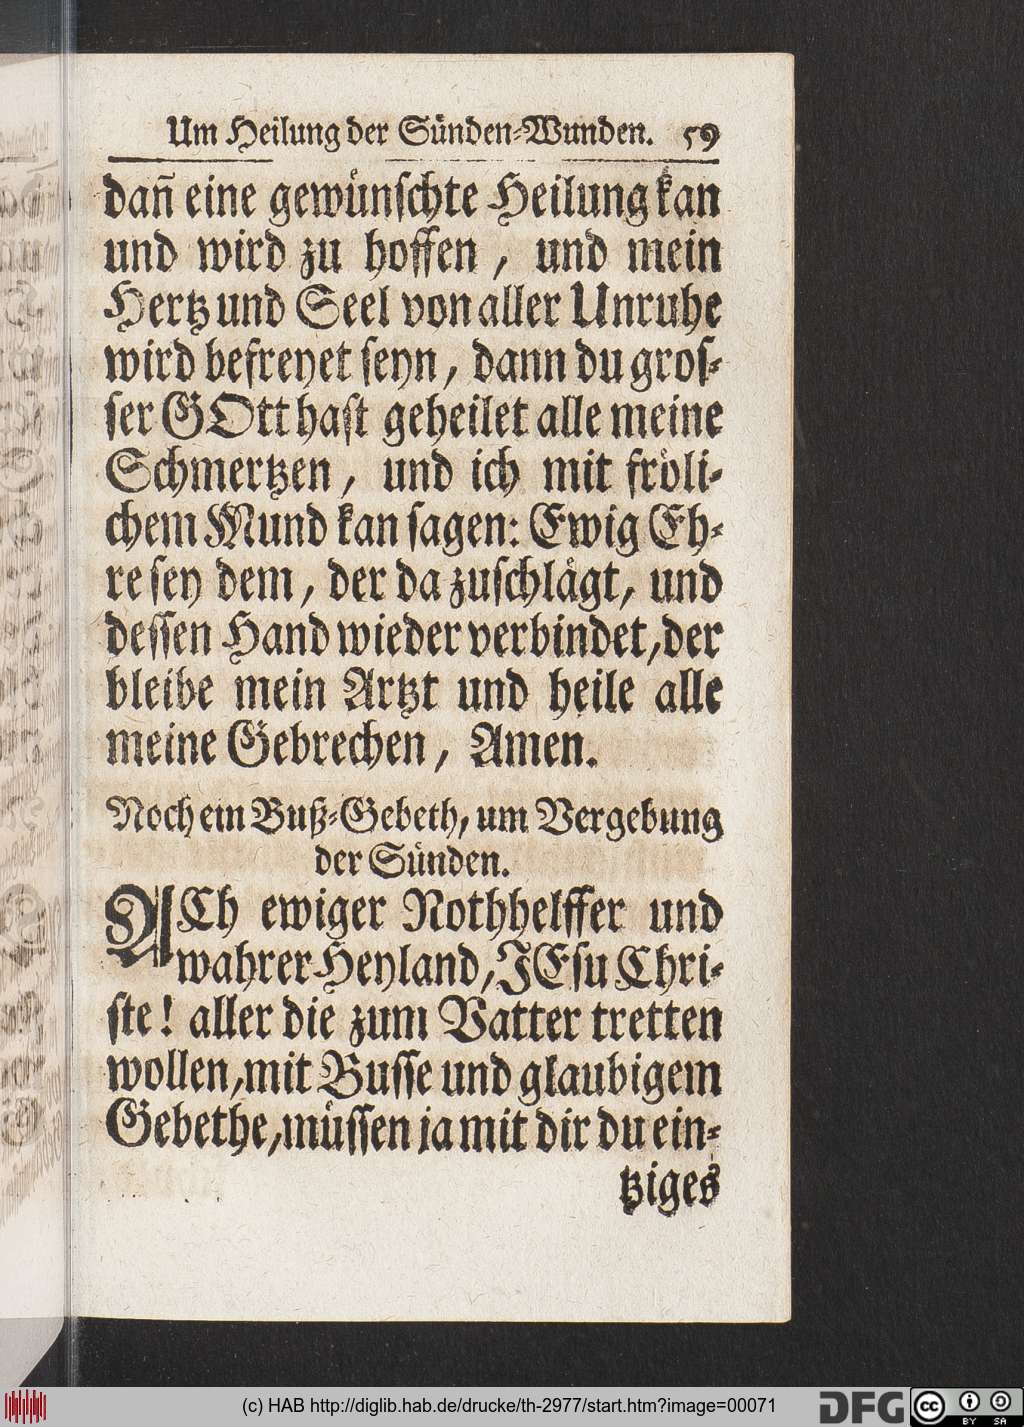 Um Heilung der Sünden-Wunden. 59
dañ eine gewünschte Heilung kan
und wird zu hoffen, und mein
Hertz und Seel von aller Unruhe
wird befreyet seyn, dann du gros-
ser GOtt hast geheilet alle meine
Schmertzen, und ich mit fröli-
chem Mund kan sagen: Ewig Eh-
re sey dem, der da zuschlägt, und
dessen Hand wieder verbindet, der
bleibe mein Artzt und heile alle
meine Gebrechen, Amen.
Noch ein Buß-Gebeth, um Vergebung
der Sünden.
ACh ewiger Nothhelffer und
wahrer Heyland, JEsu Chri-
ste! aller die zum Vatter tretten
wollen, mit Busse und glaubigem
Gebethe, müssen ja mit dir du ein-
tziges
(c) HAB http://diglib.hab.de/drucke/th-2977/start.htm?image=00071
DFG
cc BY SA